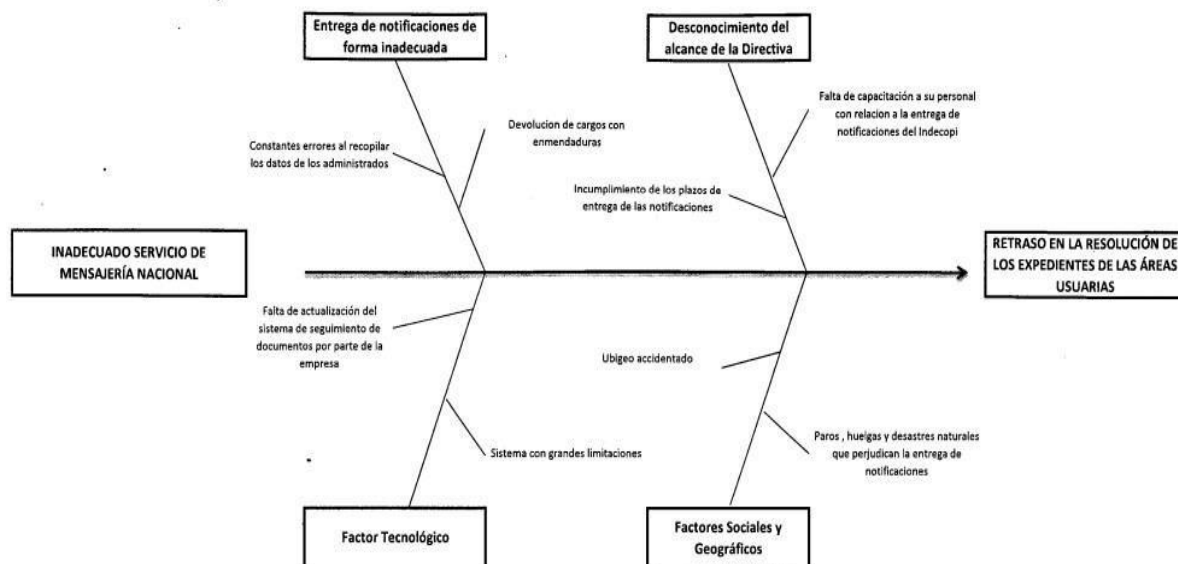 Entrega de notificaciones de
forma inadecuada
Desconocimiento del
alcance de la Directiva
Falta de capacitación a su personal
con relacion a la entrega de
notificaciones del Indecopi
Devolucion de cargos con
enmendaduras
Constantes errores al recopilar
los datos de los administrados
Incumplimiento de los plazos de
entrega de las notificaciones
INADECUADO SERVICIO DE
MENSAJERÍA NACIONAL
RETRASO EN LA RESOLUCIÓN DE
LOS EXPEDIENTES DE LAS ÁREAS
USUARIAS
Falta de actualización del
sistema de seguimiento de
documentos por parte de la
empresa
Ubigeo accidentado
Sistema con grandes limitaciones
Paros , huelgas y desastres naturales
que perjudican la entrega de
notificaciones
Factor Tecnológico
Factores Sociales y
Geográficos